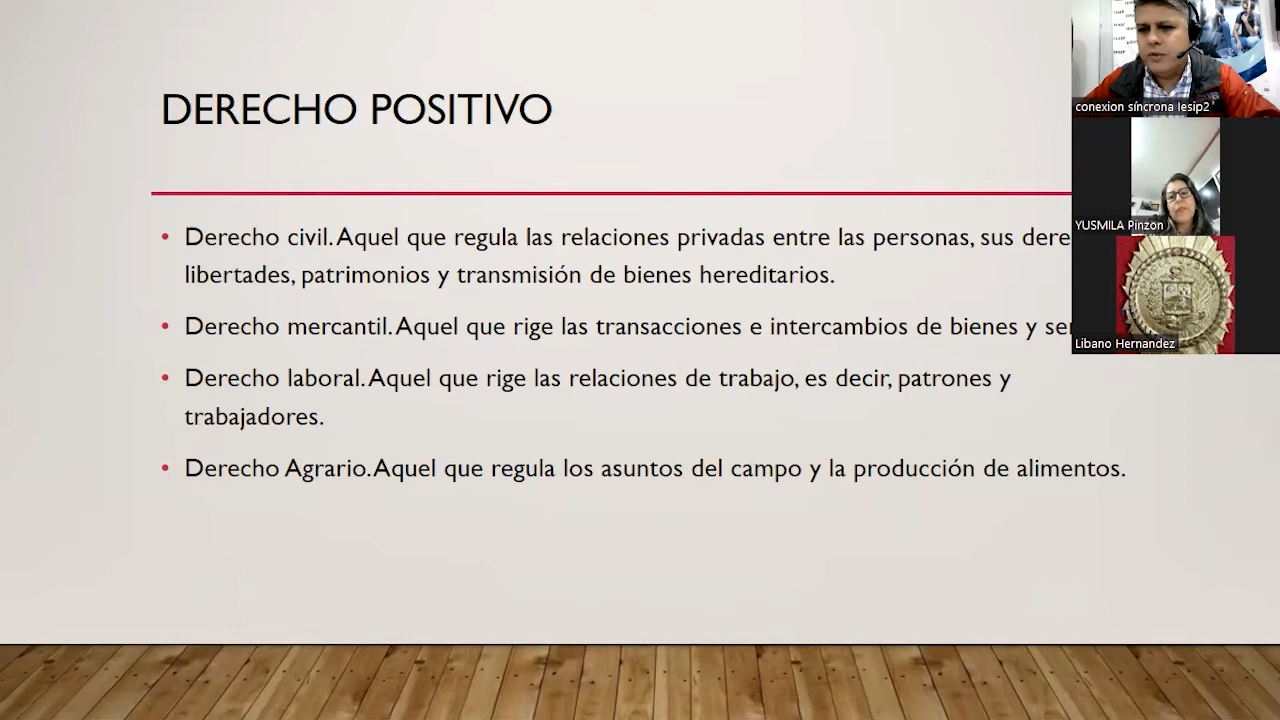 DERECHO POSITIVO
• Derecho civil. Aquel que regula las relaciones privadas entre las personas, sus
libertades, patrimonios y transmisión de bienes hereditarios.
• Derecho mercantil. Aquel que rige las transacciones e intercambios de bienes y
• Derecho laboral. Aquel que rige las relaciones de trabajo, es decir, patrones y
trabajadores.
• Derecho Agrario. Aquel que regula los asuntos del campo y la producción de alimentos.
conexion síncrona Iesip2
YUSMILA Pinzon
Libano Hernandez